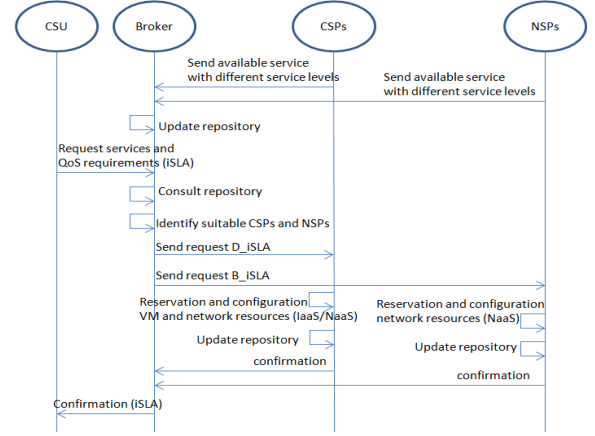 CSU
Broker
CSPs
NSPs
Send available service
with different service levels
Send available service
with different service levels
Update repository
Request services and
QoS requirements (iSLA)
Consult repository
Identify suitable CSPs and NSPs
Send request D_iSLA
Send request B_iSLA
Reservation and configuration
VM and network resources (IaaS/NaaS)
Reservation and configuration
network resources (NaaS)
Update repository
Update repository
confirmation
confirmation
Confirmation (iSLA)